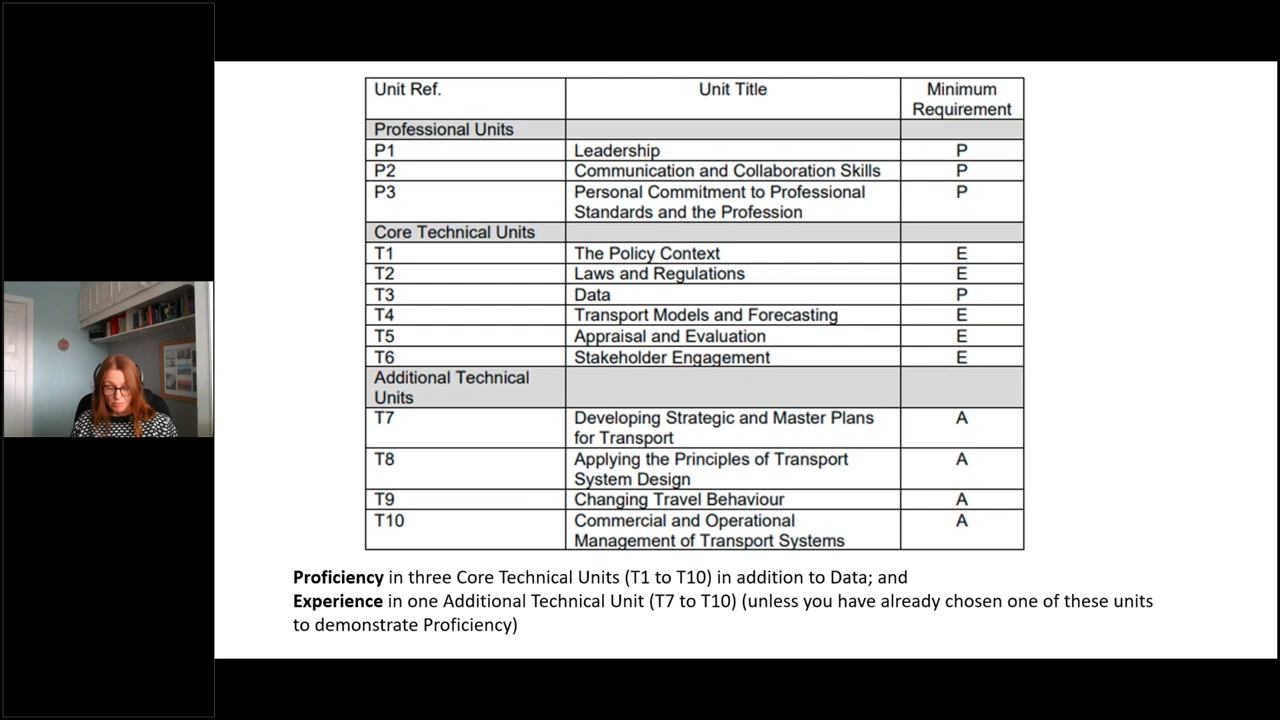 Unit Ref. Unit Title Minimum
Requirement
Professional Units
P1 Leadership P
P2 Communication and Collaboration Skills P
P3 Personal Commitment to Professional P
Standards and the Profession
Core Technical Units
T1 The Policy Context E
T2 Laws and Regulations E
T3 Data P
T4 Transport Models and Forecasting E
T5 Appraisal and Evaluation E
T6 Stakeholder Engagement E
Additional Technical
Units
T7 Developing Strategic and Master Plans A
for Transport
T8 Applying the Principles of Transport A
System Design
T9 Changing Travel Behaviour A
T10 Commercial and Operational A
Management of Transport Systems
Proficiency in three Core Technical Units (T1 to T10) in addition to Data; and
Experience in one Additional Technical Unit (T7 to T10) (unless you have already chosen one of these units
to demonstrate Proficiency)